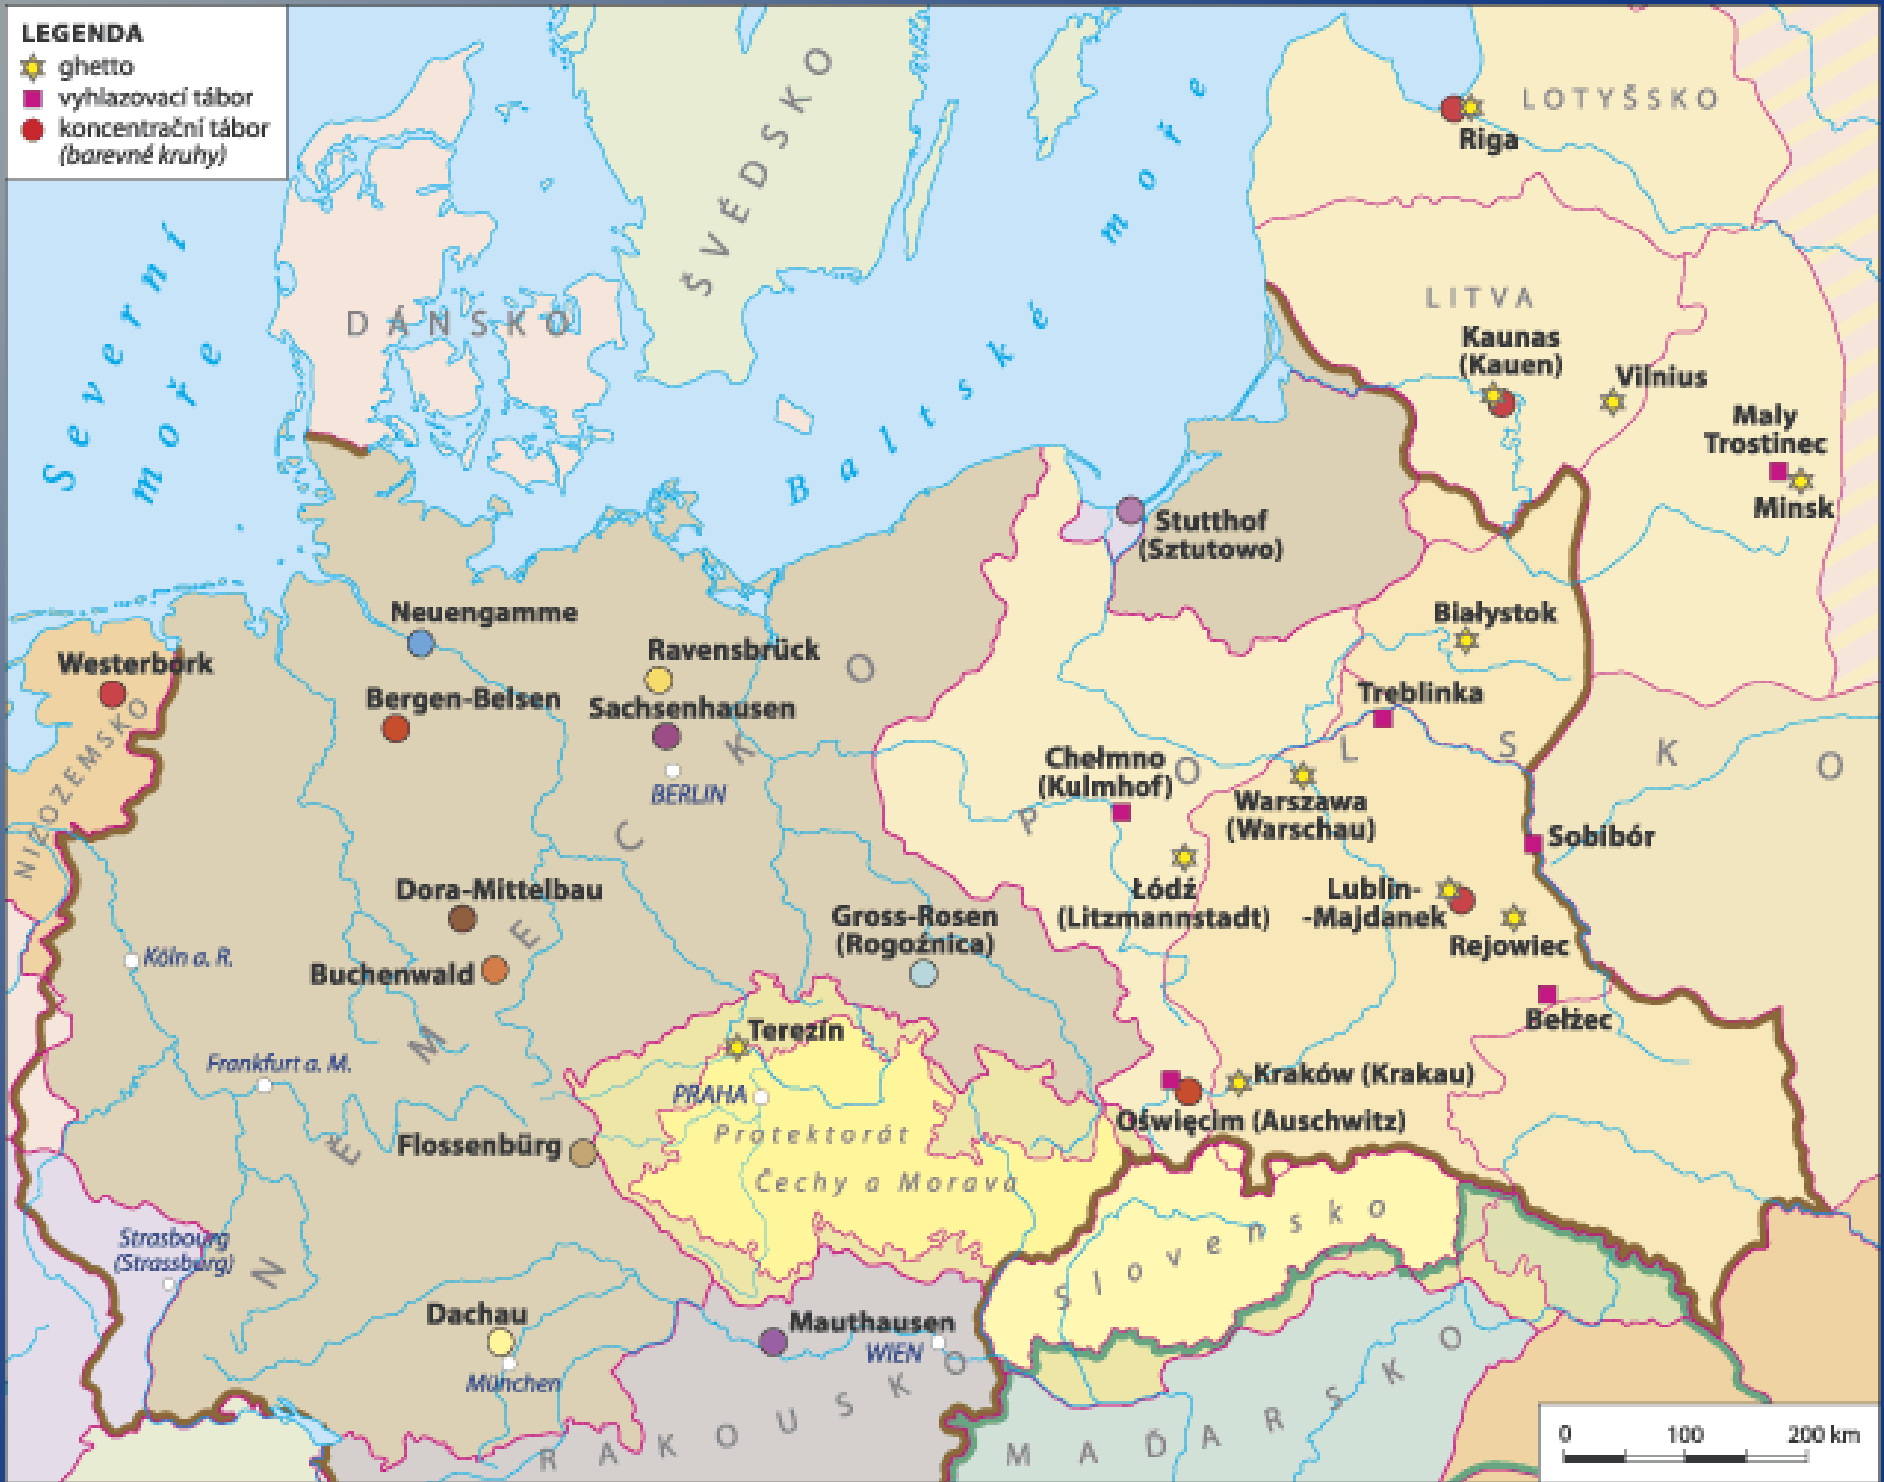 LEGENDA
ghetto
vyhlazovací tábor
koncentrační tábor
(barevné kruhy)
Severní
moře
Baltské moře
ŠVÉDSKO
DÁNSKO
LOTYŠSKO
Riga
LITVA
Kaunas
(Kauen)
Vilnius
Maly
Trostinec
Minsk
Stutthof
(Sztutowo)
Neuengamme
Ravensbrück
Białystok
Westerbork
Bergen-Belsen
Sachsenhausen
Treblinka
NIZOZEMSKO
BERLIN
Chełmno
(Kulmhof)
POLSKO
Warszawa
(Warschau)
Sobibór
Dora-Mittelbau
Łódź
(Litzmannstadt)
Lublin-
-Majdanek
Gross-Rosen
(Rogoźnica)
Rejowiec
Köln a. R.
Buchenwald
NĚMECKO
Bełżec
Terezín
Frankfurt a. M.
PRAHA
Kraków (Krakau)
Oświęcim (Auschwitz)
Flossenbürg
Protektorát
Čechy a Morava
Slovensko
Strasbourg
(Strassburg)
Dachau
Mauthausen
WIEN
München
RAKOUSKO
MAĎARSKO
0 100 200 km